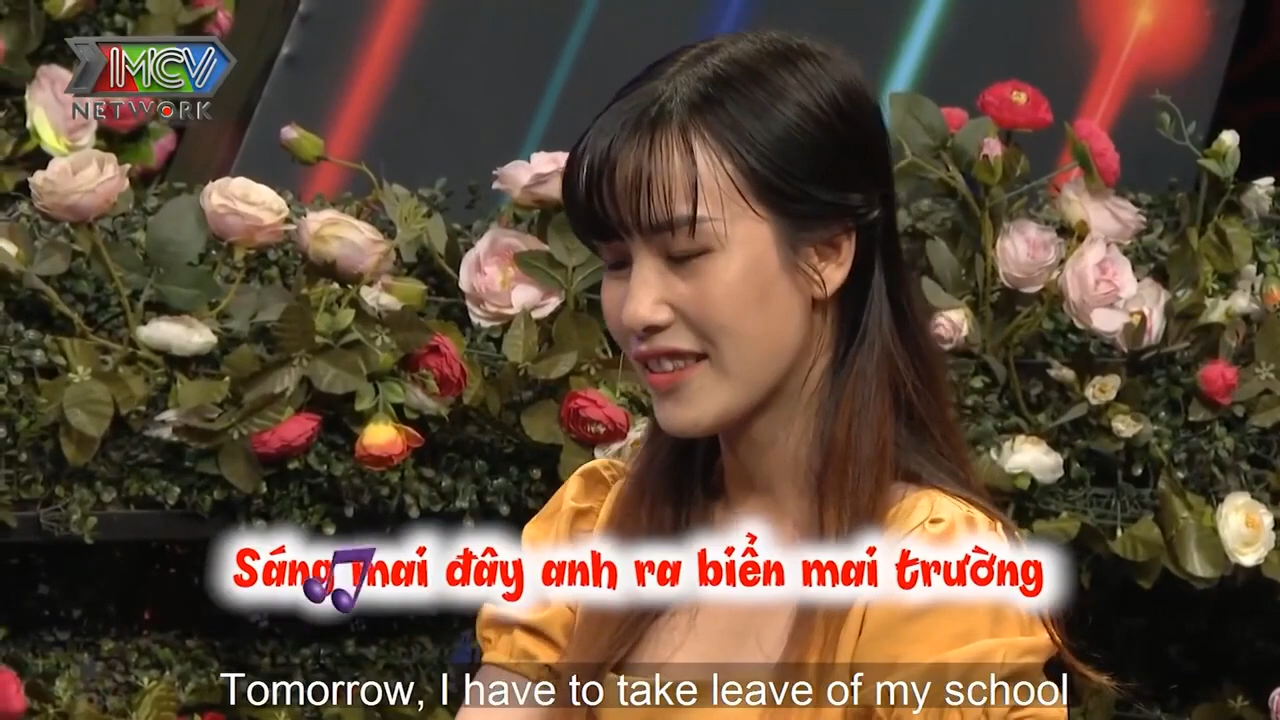 MCV
NETWORK
Sáng mai đây anh ra biển mai trường
Tomorrow, I have to take leave of my school